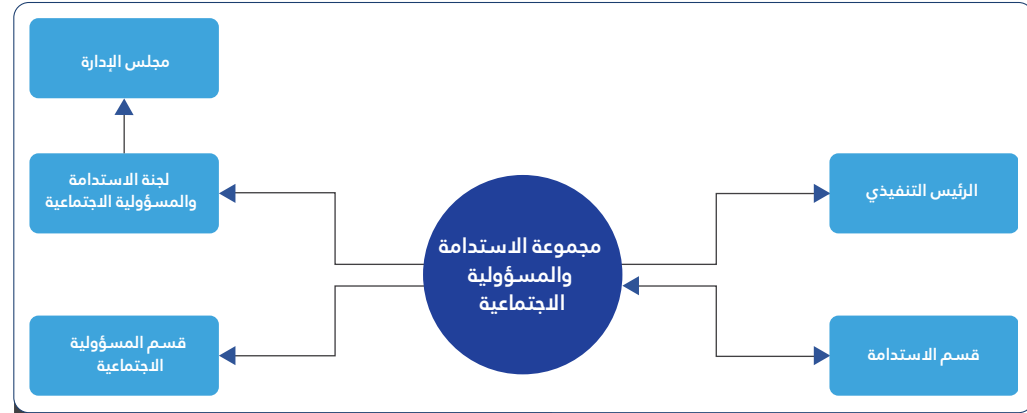 مجلس الإدارة
لجنة الاستدامة
والمسؤولية الاجتماعية
الرئيس التنفيذي
مجموعة الاستدامة
والمسؤولية
الاجتماعية
قسم المسؤولية
الاجتماعية
قسم الاستدامة